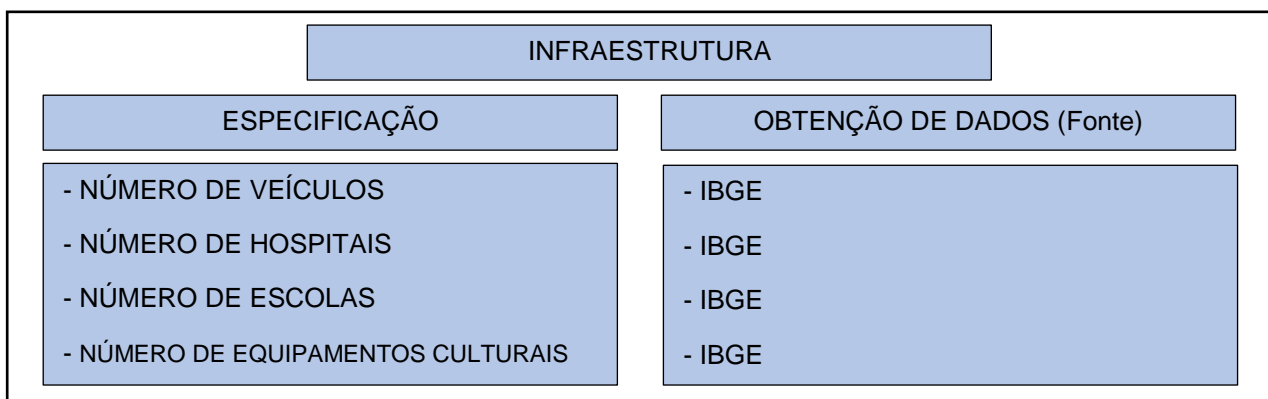 INFRAESTRUTURA
ESPECIFICAÇÃO
- NÚMERO DE VEÍCULOS
- NÚMERO DE HOSPITAIS
- NÚMERO DE ESCOLAS
- NÚMERO DE EQUIPAMENTOS CULTURAIS
OBTENÇÃO DE DADOS (Fonte)
- IBGE
- IBGE
- IBGE
- IBGE